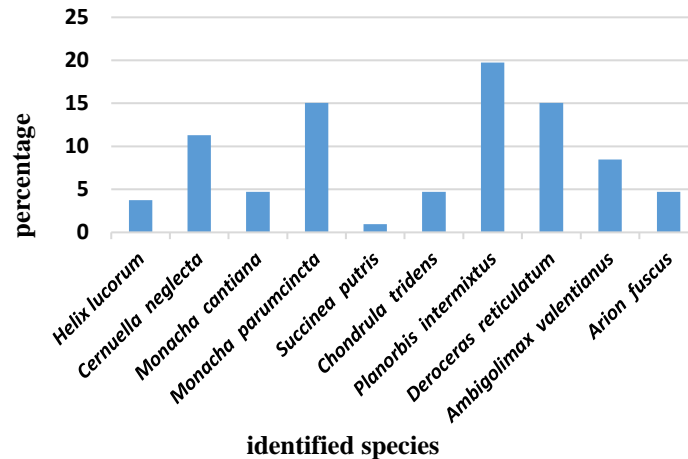 25
20
15
10
5
0
percentage
Helix lucorum
Cernuella neglecta
Monacha cantiana
Monacha parumcincta
Succinea putris
Chondrula tridens
Planorbis intermixtus
Deroceras reticulatum
Ambigolimax valentianus
Arion fuscus
identified species